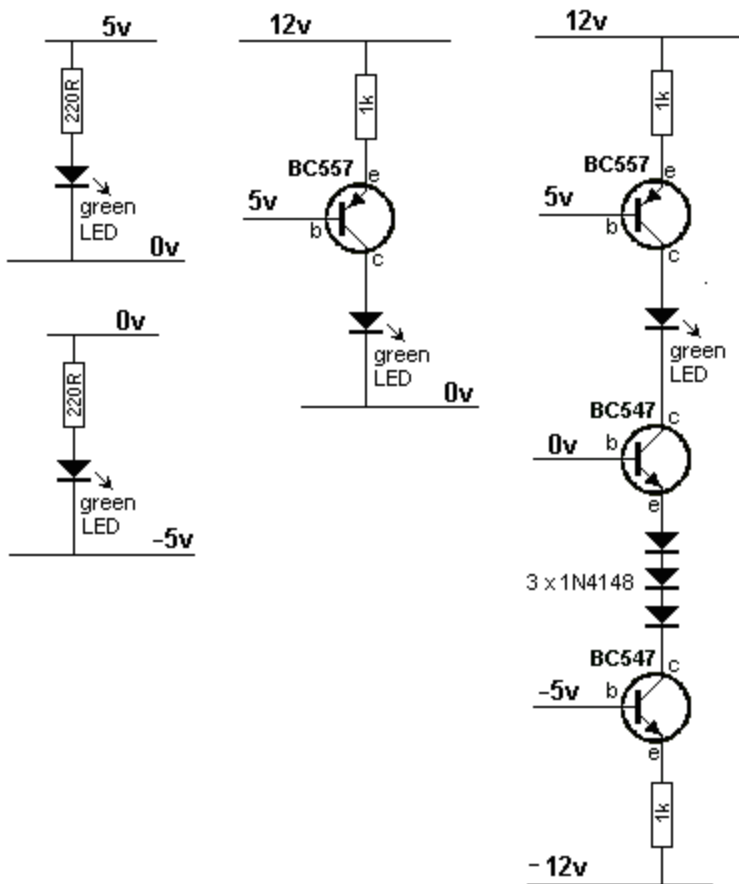 5v
220R
green
LED
0v
0v
220R
green
LED
-5v
12v
1k
BC557
e
5v
b
c
green
LED
0v
12v
1k
BC557
e
5v
b
c
green
LED
BC547
c
0v
b
e
3 x 1N4148
BC547
c
-5v
b
e
1k
-12v